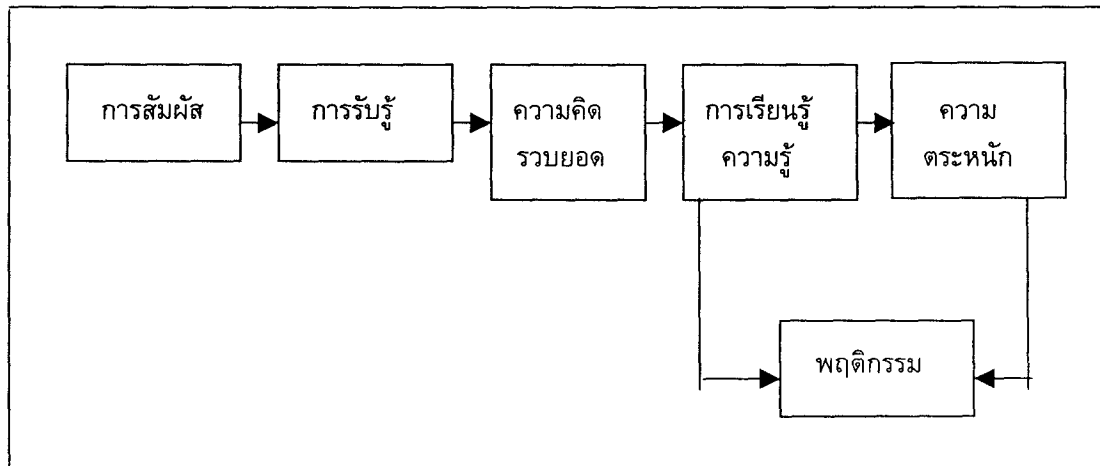 การสัมผัส
การรับรู้
ความคิด
รวบยอด
การเรียนรู้
ความรู้
ความ
ตระหนัก
พฤติกรรม